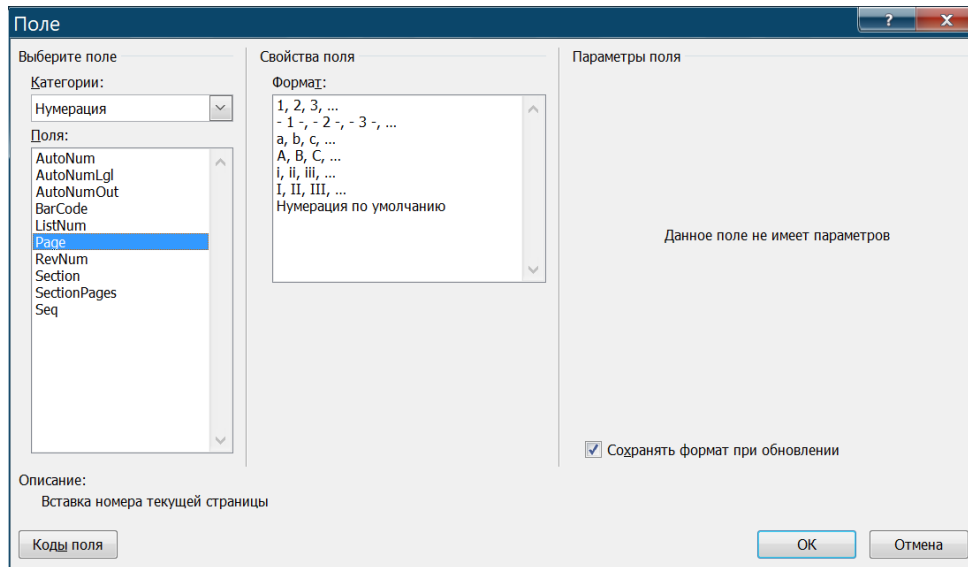 Поле
Выберите поле
Категории:
Нумерация
Поля:
AutoNum
AutoNumLgl
AutoNumOut
BarCode
ListNum
Page
RevNum
Section
SectionPages
Seq
Свойства поля
Формат:
1, 2, 3, ...
- 1 -, - 2 -, - 3 -, ...
a, b, c, ...
A, B, C, ...
i, ii, iii, ...
I, II, III, ...
Нумерация по умолчанию
Параметры поля
Данное поле не имеет параметров
Сохранять формат при обновлении
Описание:
Вставка номера текущей страницы
Коды поля
ОК
Отмена